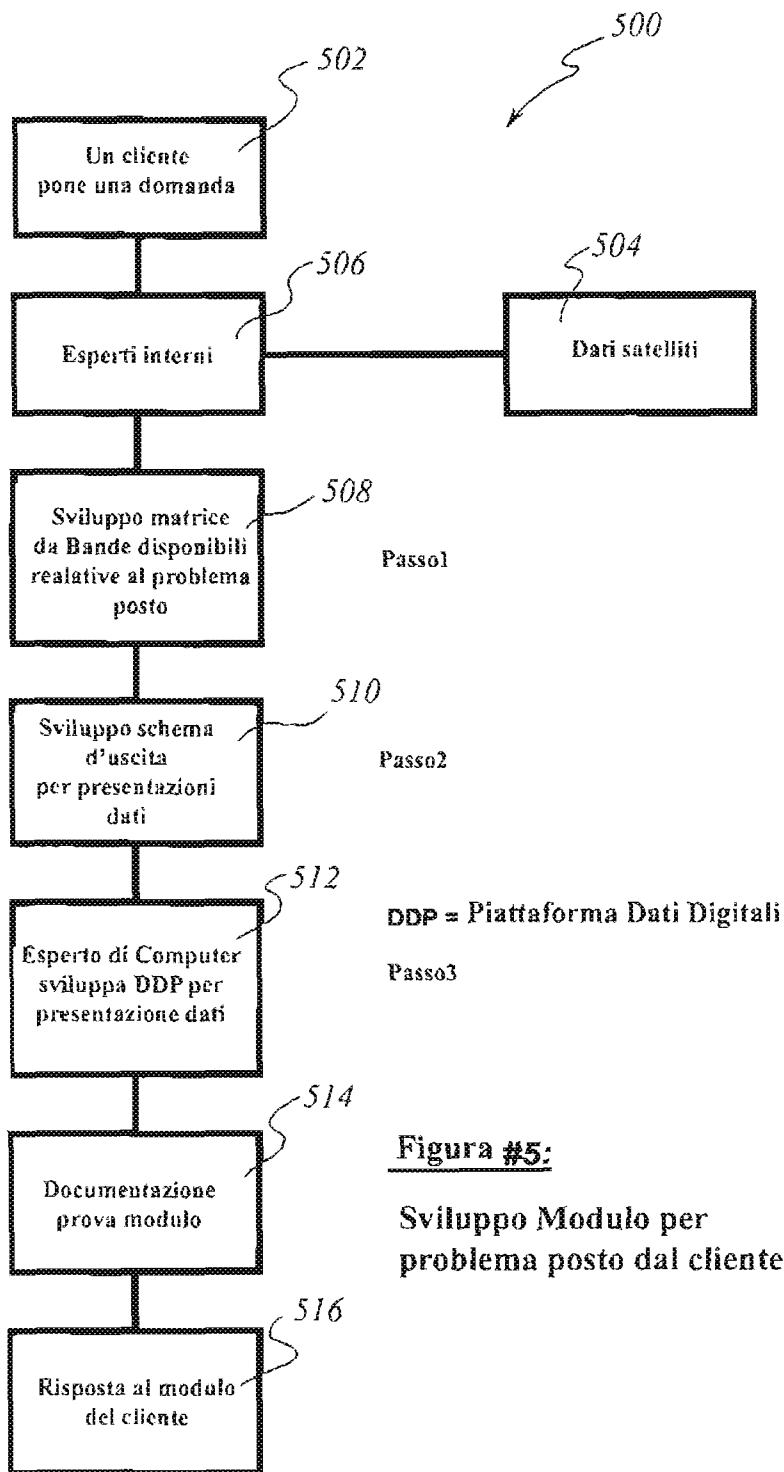 500
502
Un cliente
pone una domanda
506
504
Esperti interni
Dari satelliti
508
Sviluppo matrice
da Bande disponibili
realative al problema
posto
Passo1
510
Sviluppo schema
d'uscita
per presentazioni
dati
Passo2
512
DDP = Piattaforma Dati Digitali
Esperto di Computer
sviluppa DDP per
presentazione dati
Passo3
514
Documentazione
prova modulo
Figura #5:
Sviluppo Modulo per
problema posto dal cliente
516
Risposta al modulo
del cliente